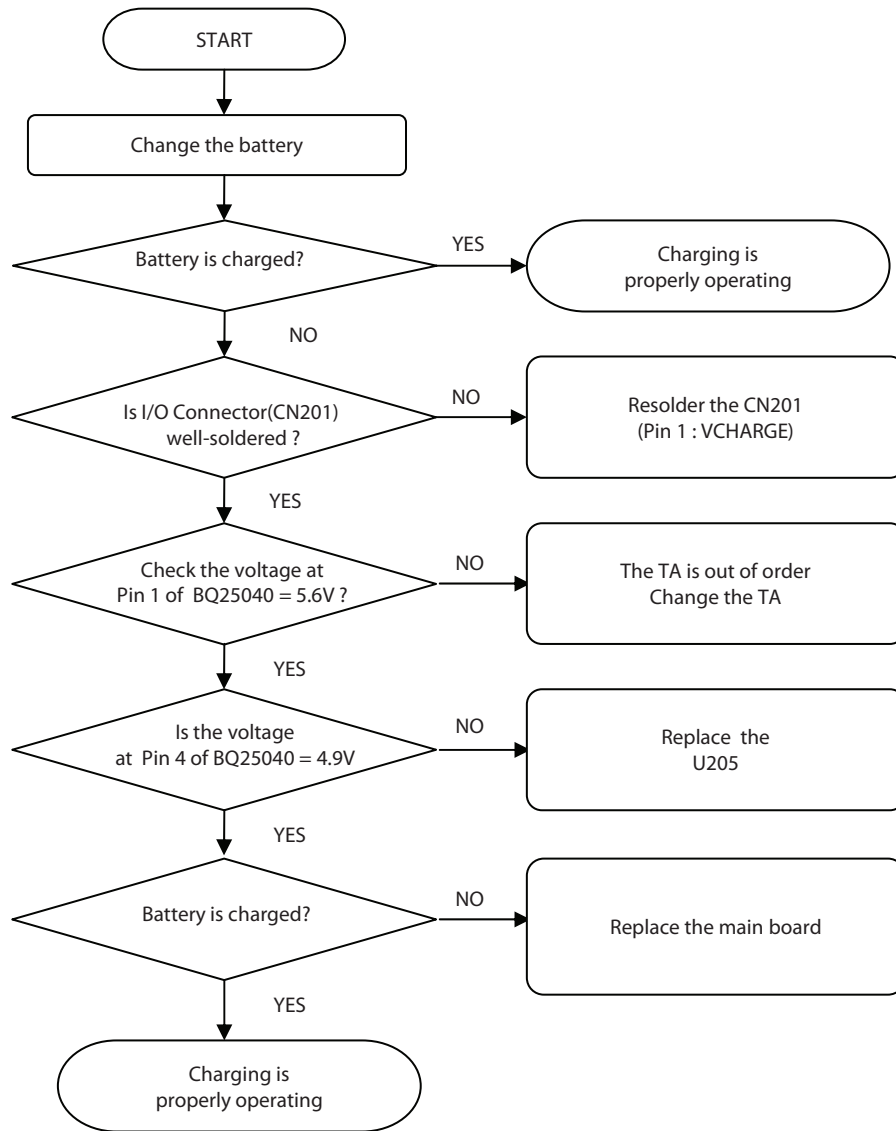 START
Change the battery
Battery is charged?
YES
Charging is
properly operating
NO
Is I/O Connector(CN201)
well-soldered ?
NO
Resolder the CN201
(Pin 1 : VCHARGE)
YES
Check the voltage at
Pin 1 of BQ25040 = 5.6V ?
NO
The TA is out of order
Change the TA
YES
Is the voltage
at Pin 4 of BQ25040 = 4.9V
NO
Replace the
U205
YES
Battery is charged?
NO
Replace the main board
YES
Charging is
properly operating